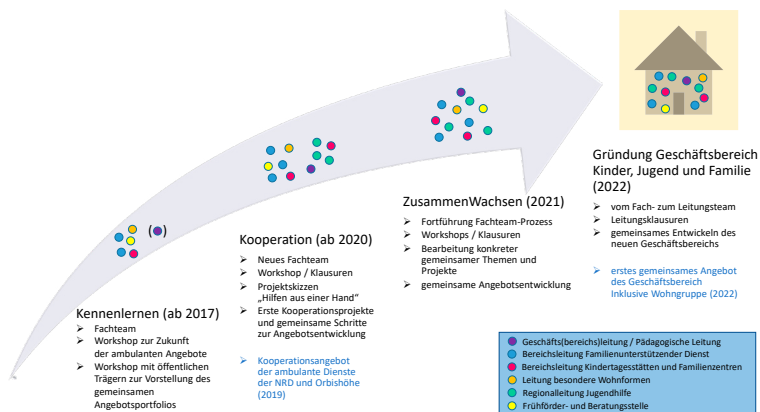 Kennenlernen (ab 2017)
➢ Fachteam
➢ Workshop zur Zukunft
der ambulanten Angebote
➢ Workshop mit öffentlichen
Trägern zur Vorstellung des
gemeinsamen
Angebotsportfolios
( )
Kooperation (ab 2020)
➢ Neues Fachteam
➢ Workshop / Klausuren
➢ Projektskizzen
„Hilfen aus einer Hand“
➢ Erste Kooperationsprojekte
und gemeinsame Schritte
zur Angebotsentwicklung
➢ Kooperationsangebot
der ambulante Dienste
der NRD und Orbishöhe
(2019)
ZusammenWachsen (2021)
➢ Fortführung Fachteam-Prozess
➢ Workshops / Klausuren
➢ Bearbeitung konkreter
gemeinsamer Themen und
Projekte
➢ gemeinsame Angebotsentwicklung
Gründung Geschäftsbereich
Kinder, Jugend und Familie
(2022)
➢ vom Fach- zum Leitungsteam
➢ Leitungsklausuren
➢ gemeinsames Entwickeln des
neuen Geschäftsbereichs
➢ erstes gemeinsames Angebot
des Geschäftsbereich
Inklusive Wohngruppe (2022)
Geschäfts(bereichs)leitung / Pädagogische Leitung
Bereichsleitung Familienunterstützender Dienst
Bereichsleitung Kindertagesstätten und Familienzentren
Leitung besondere Wohnformen
Regionalleitung Jugendhilfe
Frühförder- und Beratungsstelle